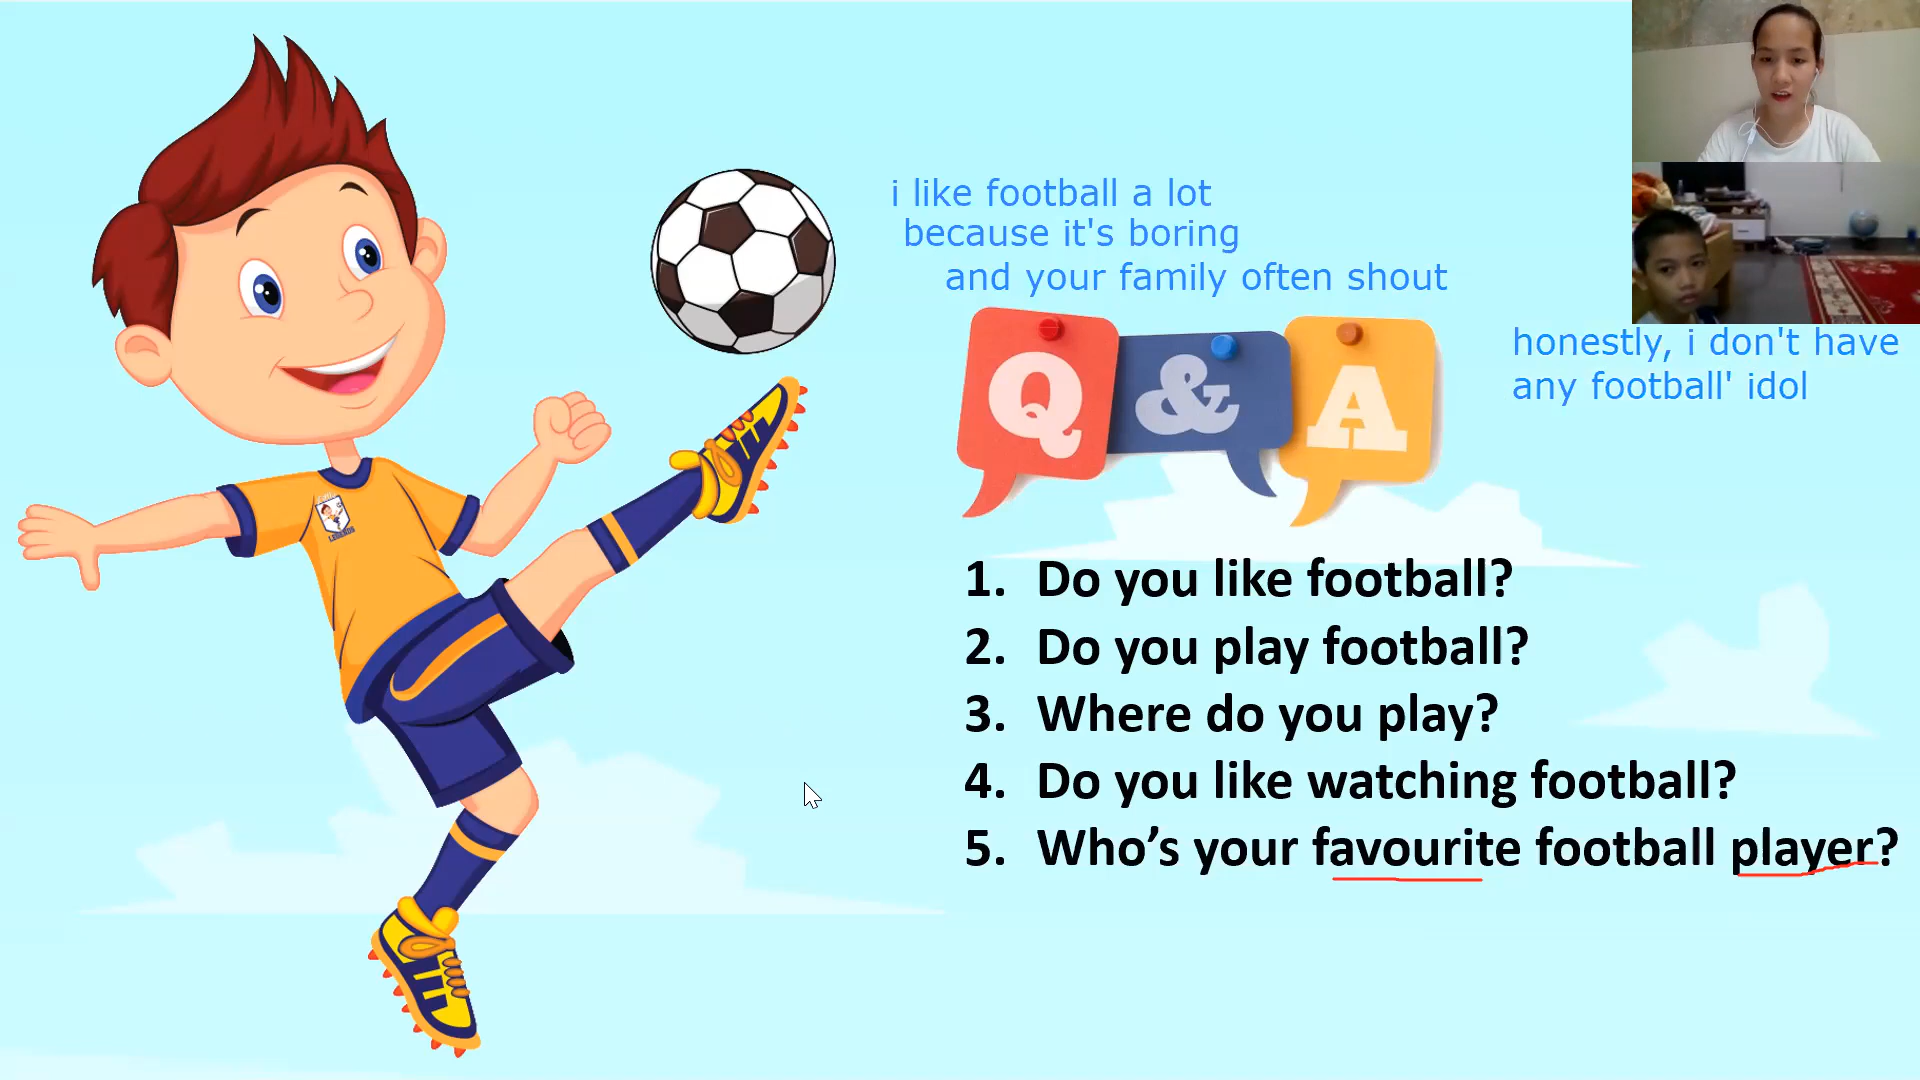 i like football a lot
because it's boring
and your family often shout
honestly, i don't have
any football' idol
Q & A
1. Do you like football?
2. Do you play football?
3. Where do you play?
4. Do you like watching football?
5. Who’s your favourite football player?